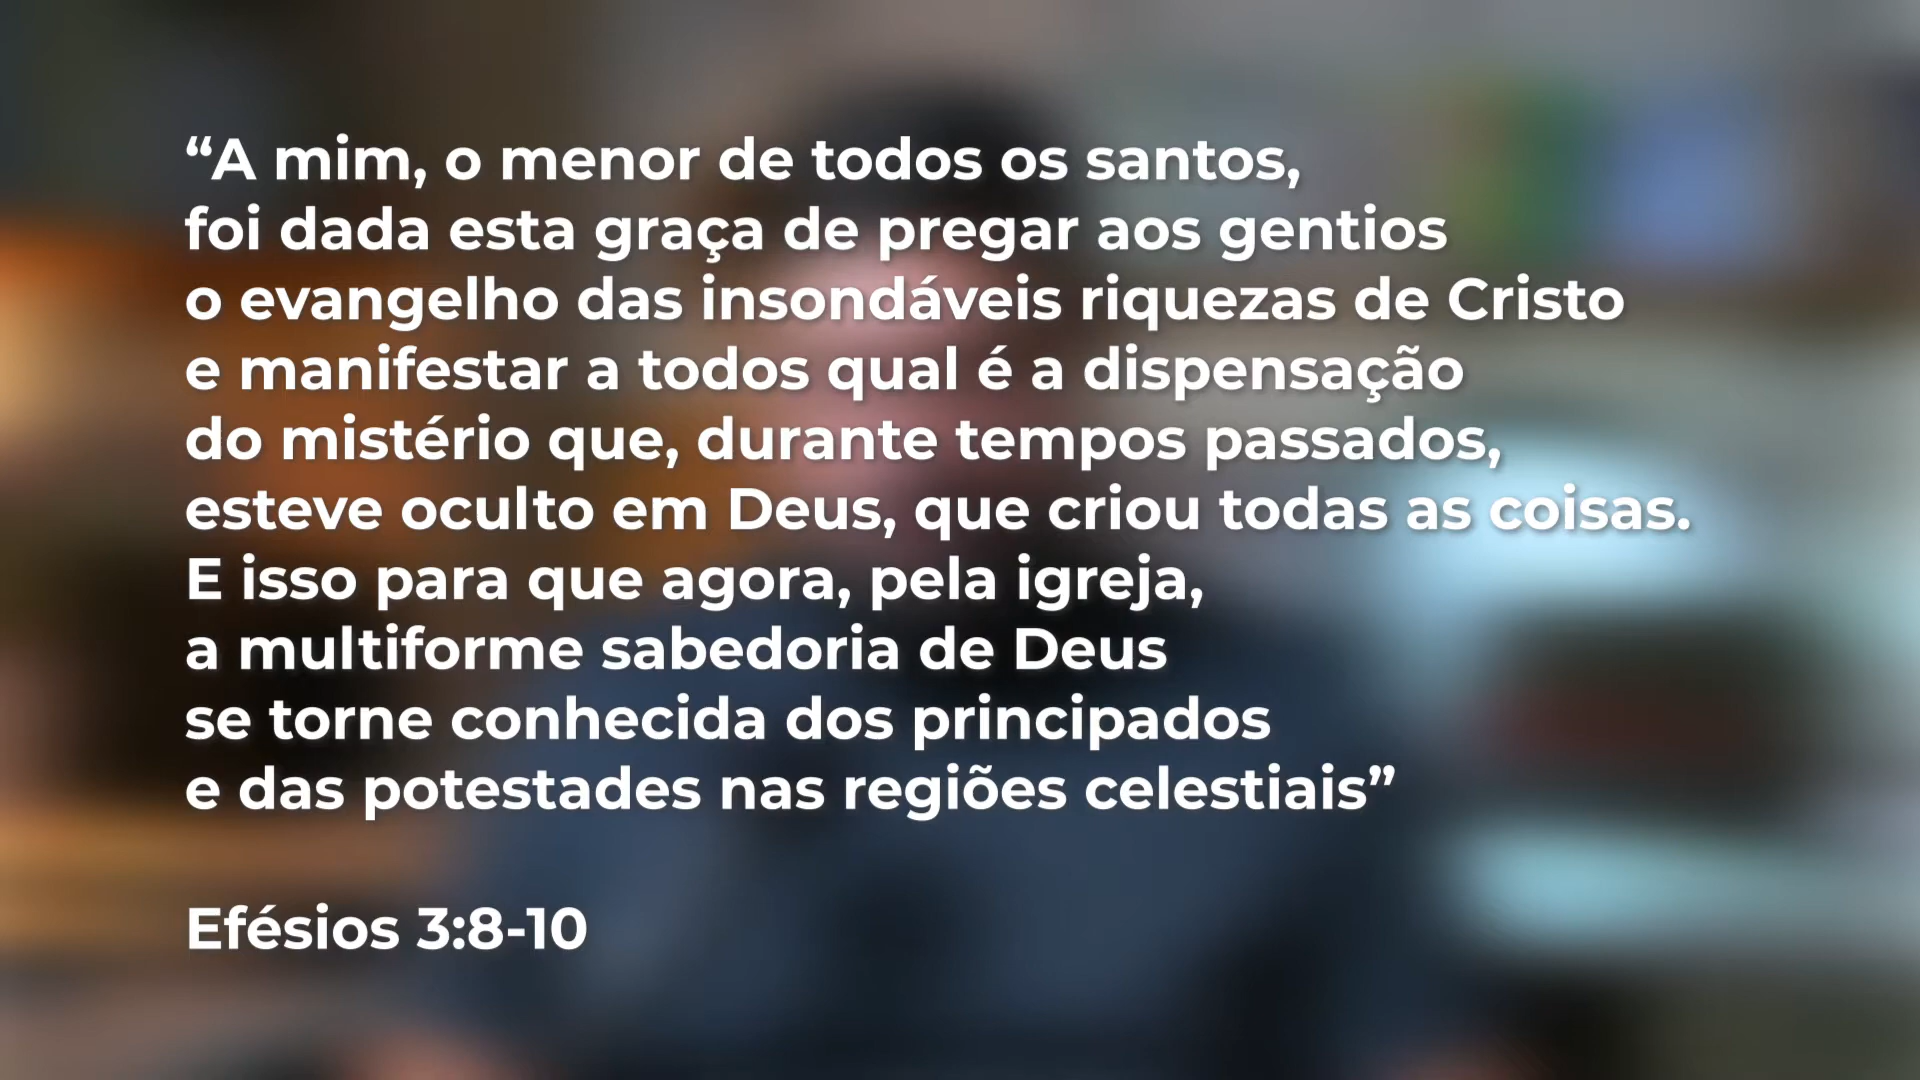 “A mim, o menor de todos os santos,
foi dada esta graça de pregar aos gentios
o evangelho das insondáveis riquezas de Cristo
e manifestar a todos qual é a dispensação
do mistério que, durante tempos passados,
esteve oculto em Deus, que criou todas as coisas.
E isso para que agora, pela igreja,
a multiforme sabedoria de Deus
se torne conhecida dos principados
e das potestades nas regiões celestiais”
Efésios 3:8-10